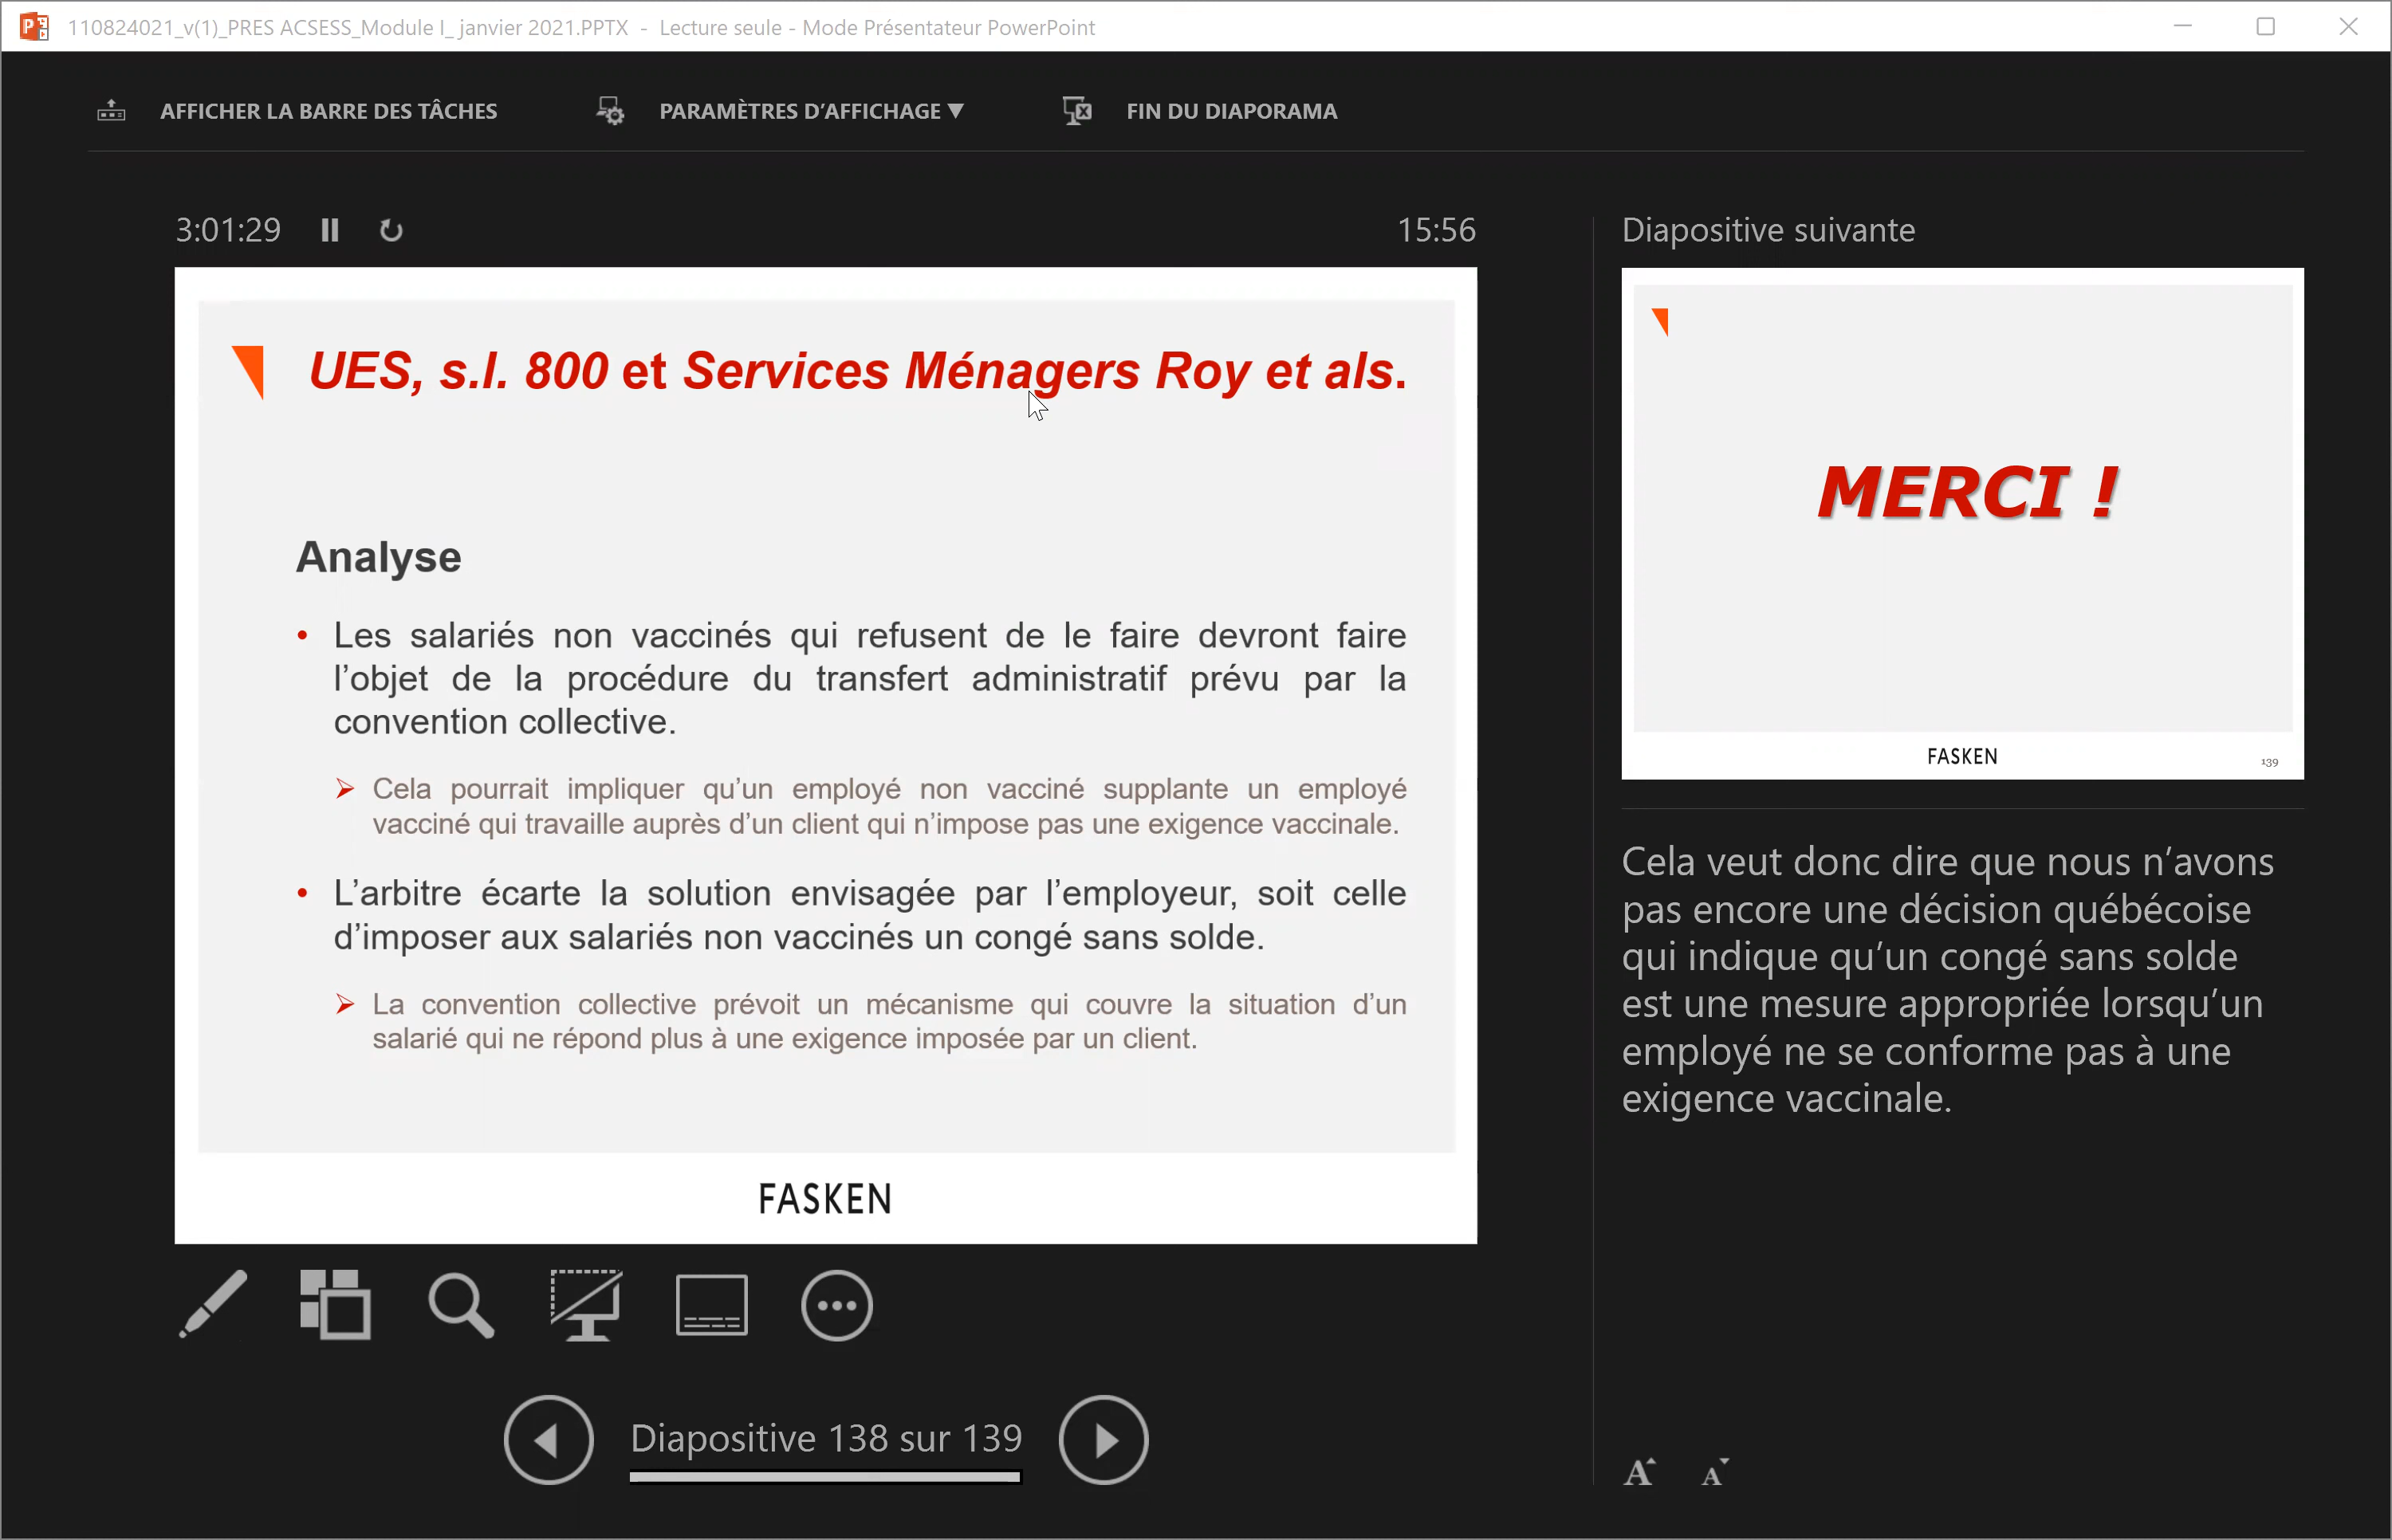 110824021_v(1)_PRES ACSESS_Module I_ janvier 2021.PPTX - Lecture seule - Mode Présentateur PowerPoint
AFFICHER LA BARRE DES TÂCHES
PARAMÈTRES D’AFFICHAGE ▼
FIN DU DIAPORAMA
3:01:29
15:56
UES, s.l. 800 et Services Ménagers Roy et als.
Analyse
• Les salariés non vaccinés qui refusent de le faire devront faire
l’objet de la procédure du transfert administratif prévu par la
convention collective.
➢ Cela pourrait impliquer qu’un employé non vacciné supplante un employé
vacciné qui travaille auprès d’un client qui n’impose pas une exigence vaccinale.
• L’arbitre écarte la solution envisagée par l’employeur, soit celle
d’imposer aux salariés non vaccinés un congé sans solde.
➢ La convention collective prévoit un mécanisme qui couvre la situation d’un
salarié qui ne répond plus à une exigence imposée par un client.
FASKEN
Diapositive 138 sur 139
Diapositive suivante
MERCI !
FASKEN
139
Cela veut donc dire que nous n’avons
pas encore une décision québécoise
qui indique qu’un congé sans solde
est une mesure appropriée lorsqu’un
employé ne se conforme pas à une
exigence vaccinale.
A A